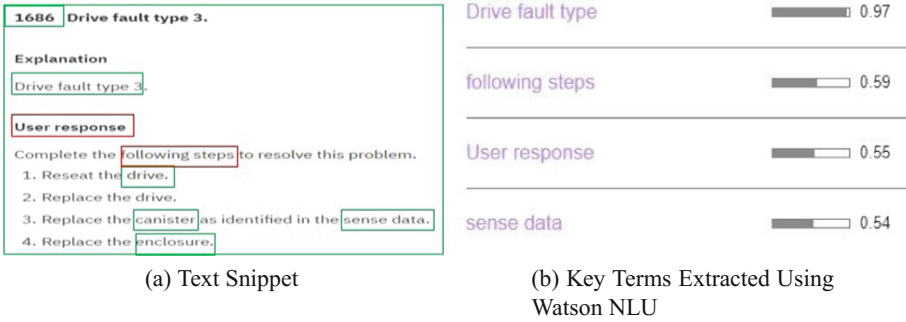 1686 Drive fault type 3.
Explanation
Drive fault type 3.
User response
Complete the following steps to resolve this problem.
1. Reseat the drive.
2. Replace the drive.
3. Replace the canister as identified in the sense data.
4. Replace the enclosure.
(a) Text Snippet
Drive fault type 0.97
following steps 0.59
User response 0.55
sense data 0.54
(b) Key Terms Extracted Using
Watson NLU